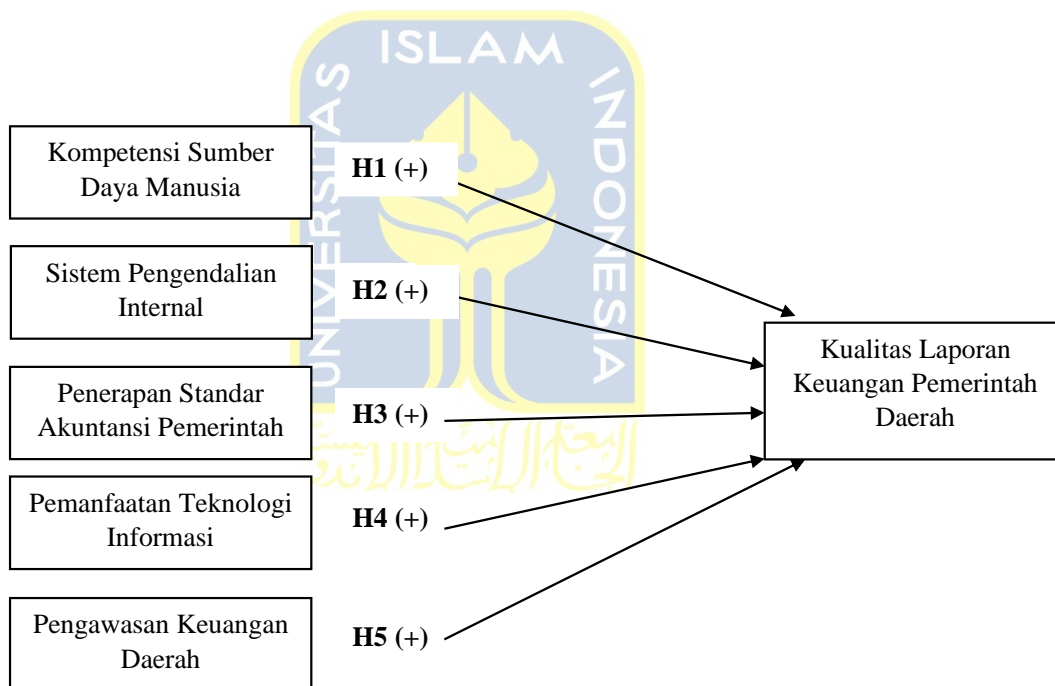 UNIVERSITAS
ISLAM
INDONESIA
Kompetensi Sumber
Daya Manusia
H1 (+)
Sistem Pengendalian
Internal
H2 (+)
Penerapan Standar
Akuntansi Pemerintah
H3 (+)
Pemanfaatan Teknologi
Informasi
H4 (+)
Pengawasan Keuangan
Daerah
H5 (+)
Kualitas Laporan
Keuangan Pemerintah
Daerah